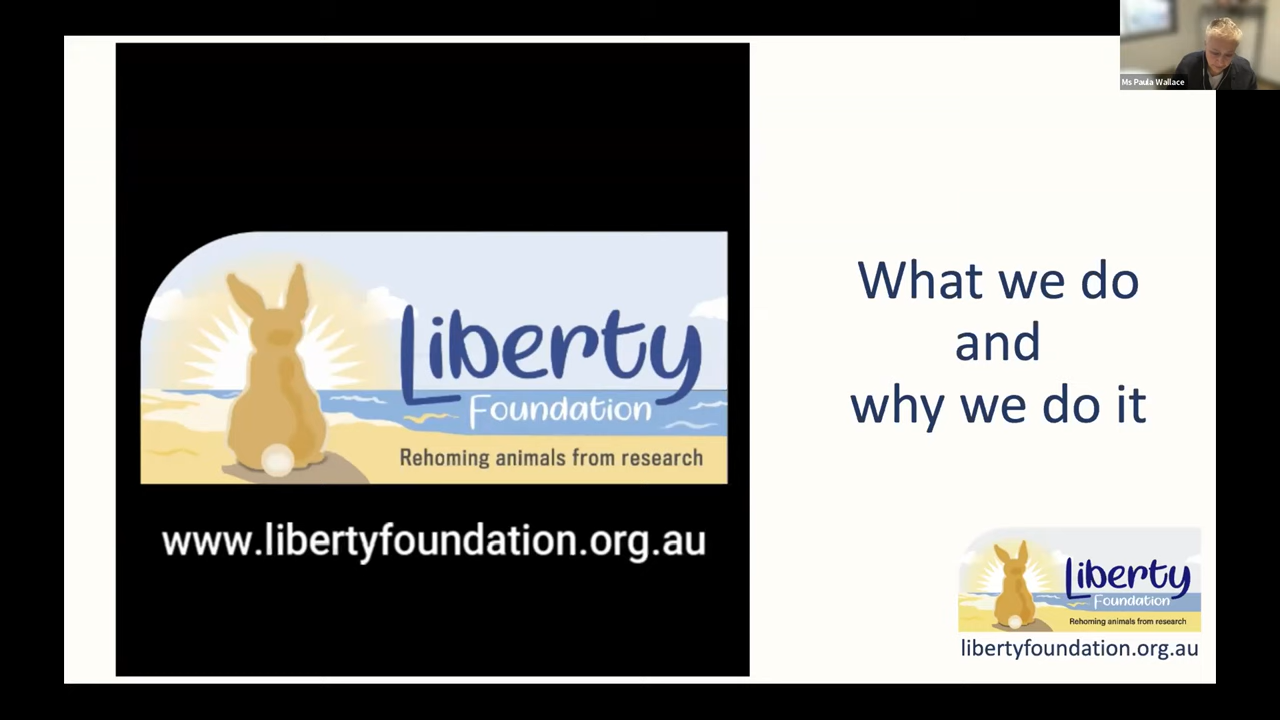 Ms Paula Wallace
Liberty
Foundation
Rehoming animals from research
www.libertyfoundation.org.au
What we do
and
why we do it
Liberty
Foundation
Rehoming animals from research
libertyfoundation.org.au